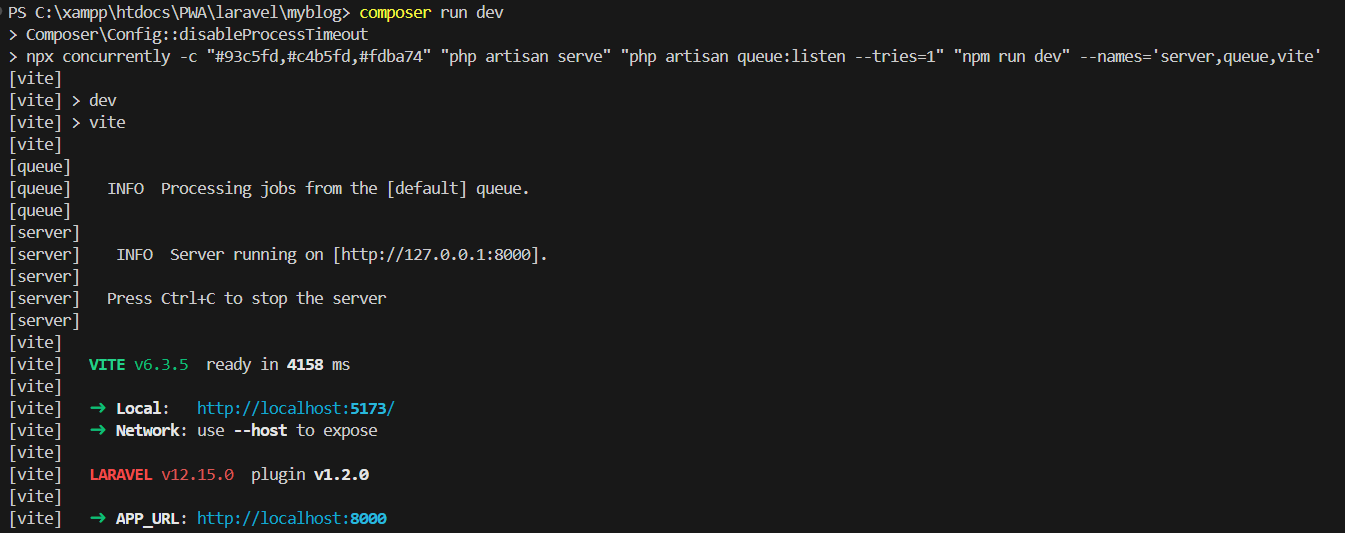 PS C:\xampp\htdocs\PWA\laravel\myblog> composer run dev
> Composer\Config::disableProcessTimeout
> npx concurrently -c "#93c5fd,#c4b5fd,#fdba74" "php artisan serve" "php artisan queue:listen --tries=1" "npm run dev" --names='server,queue,vite'
[vite]
[vite] > dev
[vite] > vite
[vite]
[queue]
[queue]    INFO  Processing jobs from the [default] queue.
[queue]
[server]
[server]    INFO  Server running on [http://127.0.0.1:8000].
[server]
[server]   Press Ctrl+C to stop the server
[server]
[vite]
[vite]   VITE v6.3.5  ready in 4158 ms
[vite]
[vite]   ➜ Local:   http://localhost:5173/
[vite]   ➜ Network: use --host to expose
[vite]
[vite]   LARAVEL v12.15.0  plugin v1.2.0
[vite]
[vite]   ➜ APP_URL: http://localhost:8000